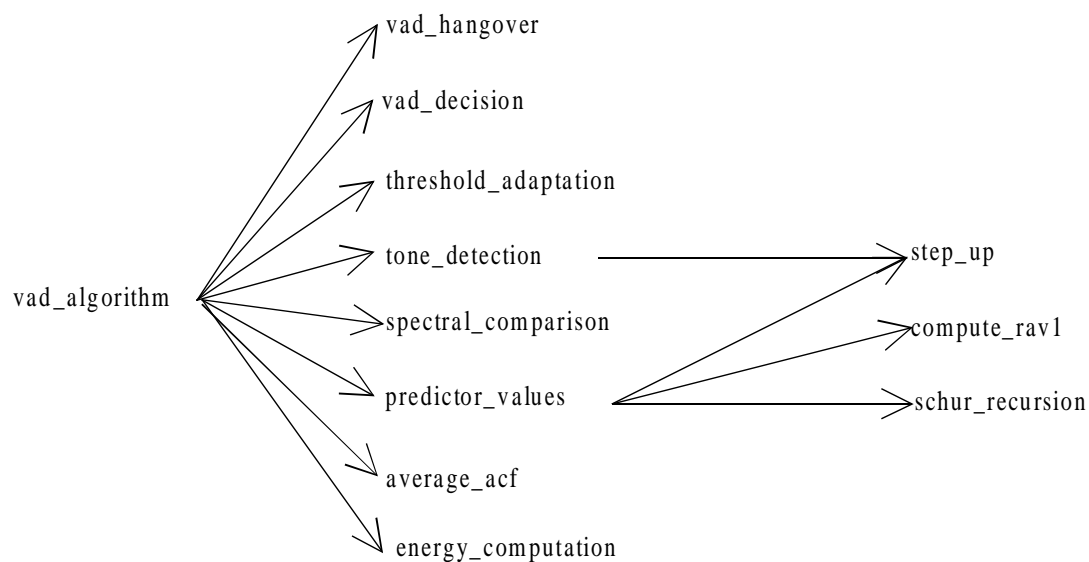 vad_hangover
vad_decision
threshold_adaptation
tone_detection
step_up
vad_algorithm
spectral_comparison
compute_rav1
predictor_values
schur_recursion
average_acf
energy_computation